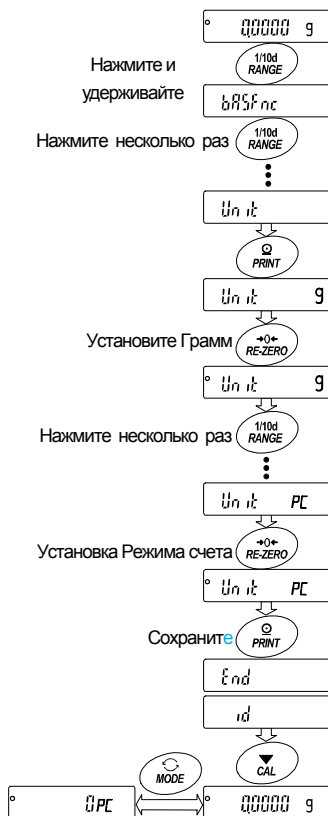 0.0000 g
Нажмите и
удерживайте
1/10d
RANGE
bASFnc
Нажмите несколько раз
1/10d
RANGE
Unit
PRINT
Unit g
Установите Грамм
→0←
RE-ZERO
Unit g
Нажмите несколько раз
1/10d
RANGE
Unit PC
Установка Режима счета
→0←
RE-ZERO
Unit PC
Сохраните
PRINT
End
id
CAL
MODE
0 PC
0.0000 g